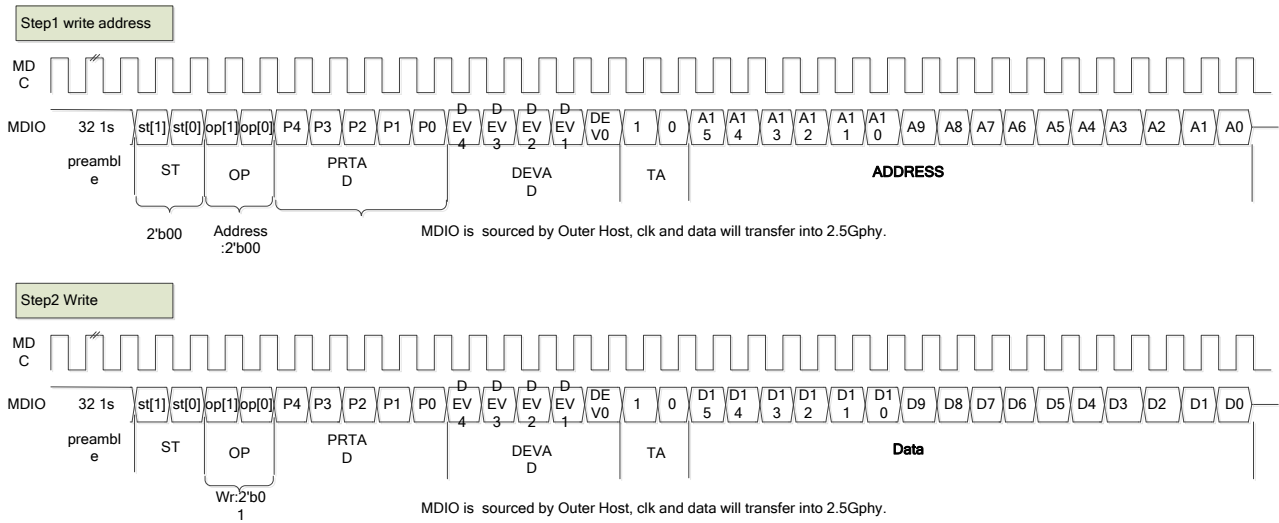 Step1 write address
MD
C
MDIO 32 1s st[1] st[0] op[1] op[0] P4 P3 P2 P1 P0 D EV 4 D EV 3 D EV 2 D EV 1 DE V0 1 0 A1 5 A1 4 A1 3 A1 2 A1 1 A1 0 A9 A8 A7 A6 A5 A4 A3 A2 A1 A0
preambl
e
ST OP PRTA
D
DEVA
D
TA ADDRESS
2'b00 Address
:2'b00
MDIO is sourced by Outer Host, clk and data will transfer into 2.5Gphy.
Step2 Write
MD
C
MDIO 32 1s st[1] st[0] op[1] op[0] P4 P3 P2 P1 P0 D EV 4 D EV 3 D EV 2 D EV 1 DE V0 1 0 D1 5 D1 4 D1 3 D1 2 D1 1 D1 0 D9 D8 D7 D6 D5 D4 D3 D2 D1 D0
preambl
e
ST OP PRTA
D
DEVA
D
TA Data
Wr:2'b0
1
MDIO is sourced by Outer Host, clk and data will transfer into 2.5Gphy.